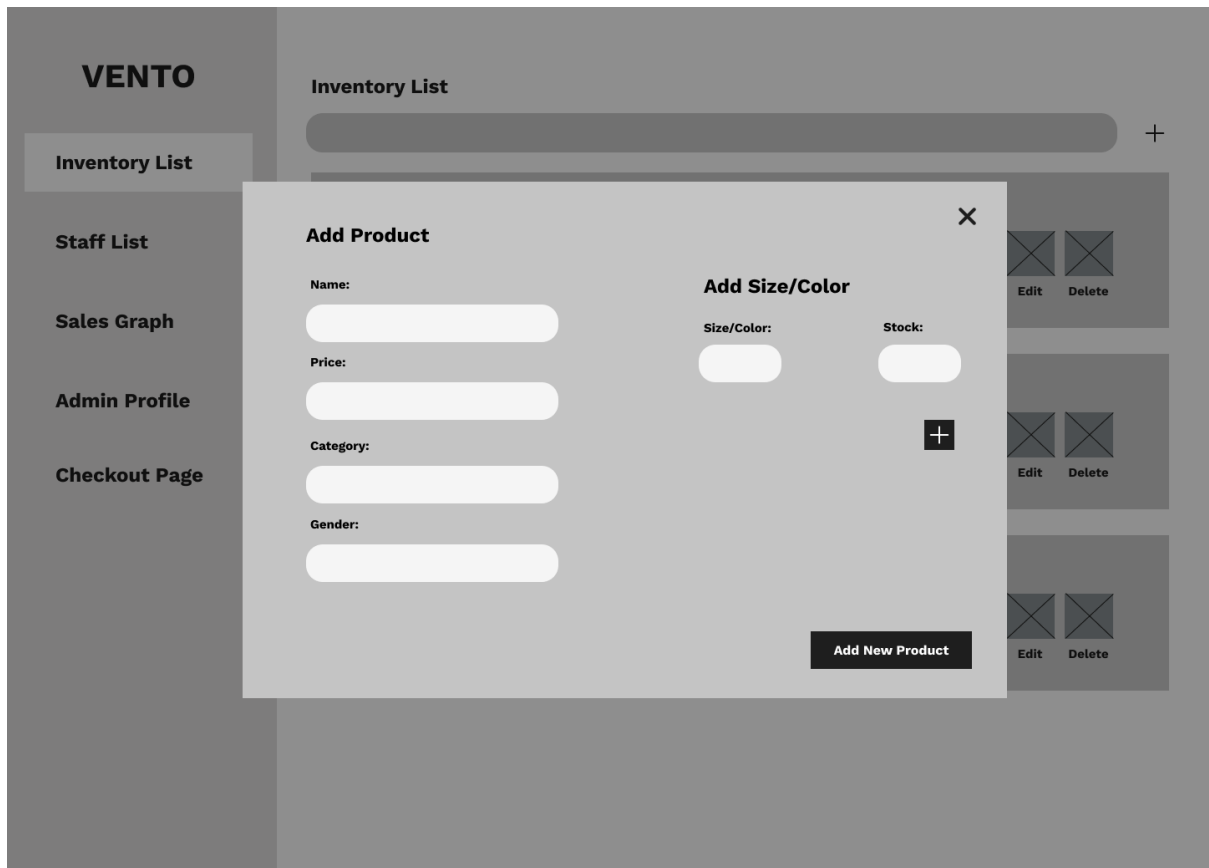 VENTO
Inventory List
Staff List
Sales Graph
Admin Profile
Checkout Page
Inventory List
Add Product
Name:
Price:
Category:
Gender:
Add Size/Color
Size/Color: Stock:
Add New Product
Edit Delete
Edit Delete
Edit Delete